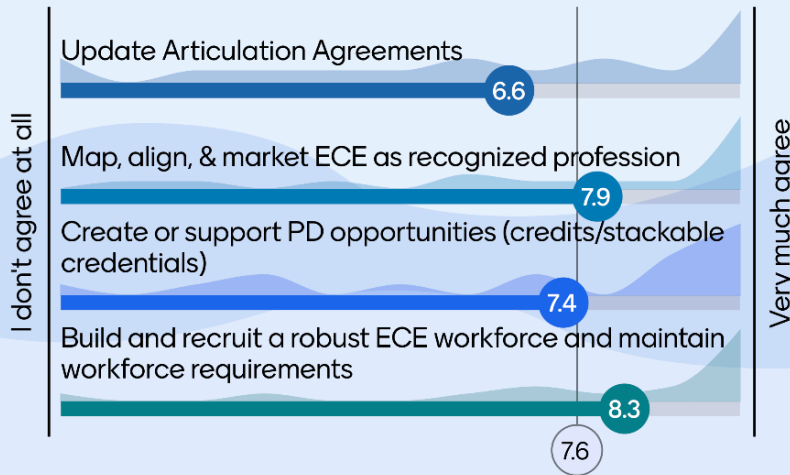 I don't agree at all
Update Articulation Agreements
6.6
Map, align, & market ECE as recognized profession
7.9
Create or support PD opportunities (credits/stackable
credentials)
7.4
Build and recruit a robust ECE workforce and maintain
workforce requirements
8.3
7.6
Very much agree